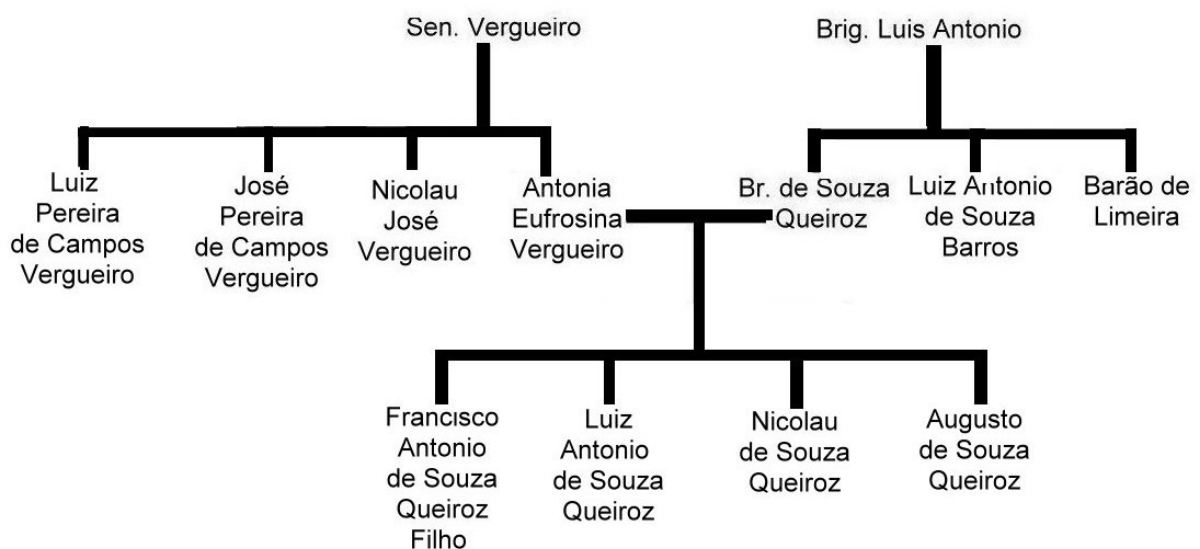 Sen. Vergueiro
Brig. Luis Antonio
Luiz
Pereira
de Campos
Vergueiro
José
Pereira
de Campos
Vergueiro
Nicolau
José
Vergueiro
Antonia
Eufrosina
Vergueiro
Br. de Souza
Queiroz
Luiz Antonio
de Souza
Barros
Barão de
Limeira
Francisco
Antonio
de Souza
Queiroz
Filho
Luiz
Antonio
de Souza
Queiroz
Nicolau
de Souza
Queiroz
Augusto
de Souza
Queiroz